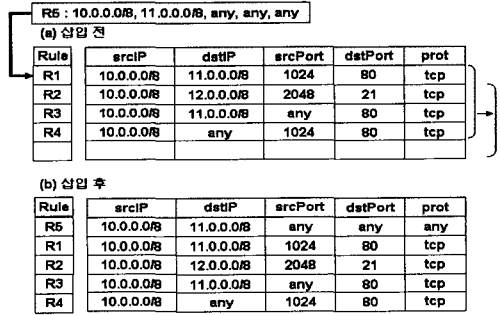 R5 : 10.0.0.0/8, 11.0.0.0/8, any, any, any
(a) 삽입 전
Rule srcIP dstIP srcPort dstPort prot
R1 10.0.0.0/8 11.0.0.0/8 1024 80 tcp
R2 10.0.0.0/8 12.0.0.0/8 2048 21 tcp
R3 10.0.0.0/8 11.0.0.0/8 any 80 tcp
R4 10.0.0.0/8 any 1024 80 tcp
(b) 삽입 후
Rule srcIP dstIP srcPort dstPort prot
R5 10.0.0.0/8 11.0.0.0/8 any any any
R1 10.0.0.0/8 11.0.0.0/8 1024 80 tcp
R2 10.0.0.0/8 12.0.0.0/8 2048 21 tcp
R3 10.0.0.0/8 11.0.0.0/8 any 80 tcp
R4 10.0.0.0/8 any 1024 80 tcp